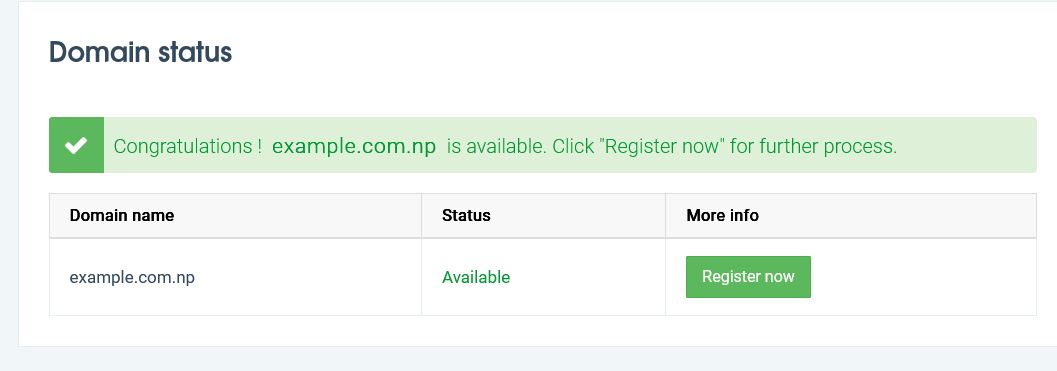 Domain status
Congratulations ! example.com.np is available. Click "Register now" for further process.
Domain name Status More info
example.com.np Available Register now